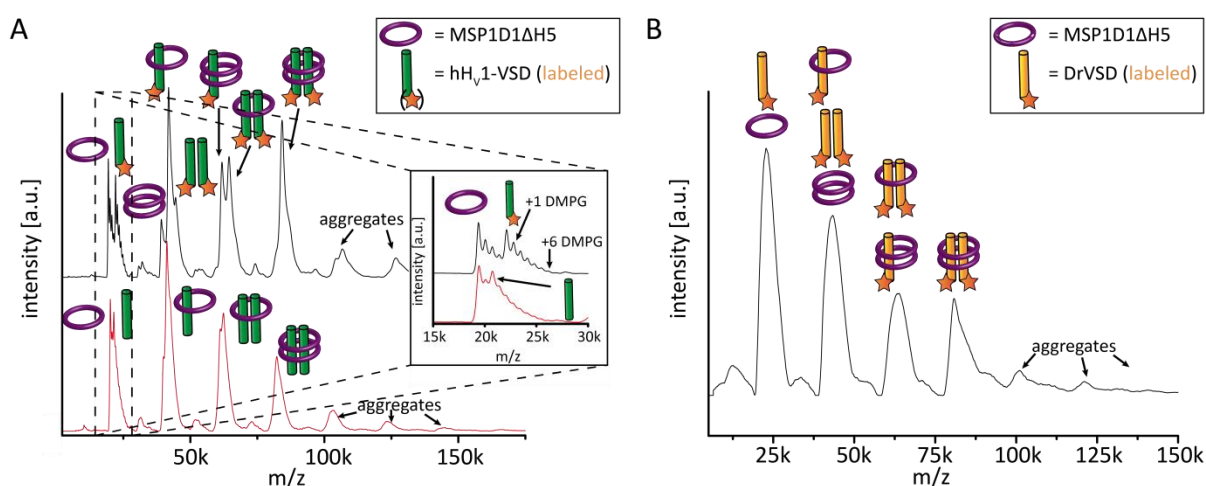 A
= MSP1D1ΔH5
= hHV1-VSD (labeled)
( )
intensity [a.u.]
aggregates
aggregates
50k 100k 150k
m/z
intensity [a.u.]
+1 DMPG
+6 DMPG
15k 20k 25k 30k
m/z
B
= MSP1D1ΔH5
= DrVSD (labeled)
intensity [a.u.]
aggregates
25k 50k 75k 100k 125k 150k
m/z